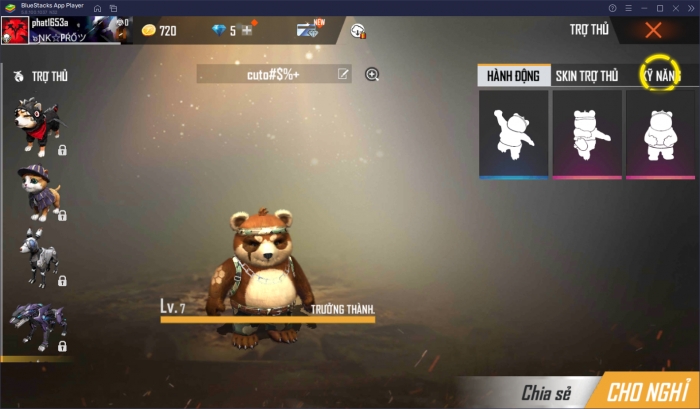 BlueStacks App Player
phat1653a
720
5
NEW
TRỢ THỦ
TRỢ THỦ
cuto#$%+
HÀNH ĐỘNG
SKIN TRỢ THỦ
KỸ NĂNG
Lv.7
TRƯỞNG THÀNH.
Chia sẻ
CHO NGHỈ